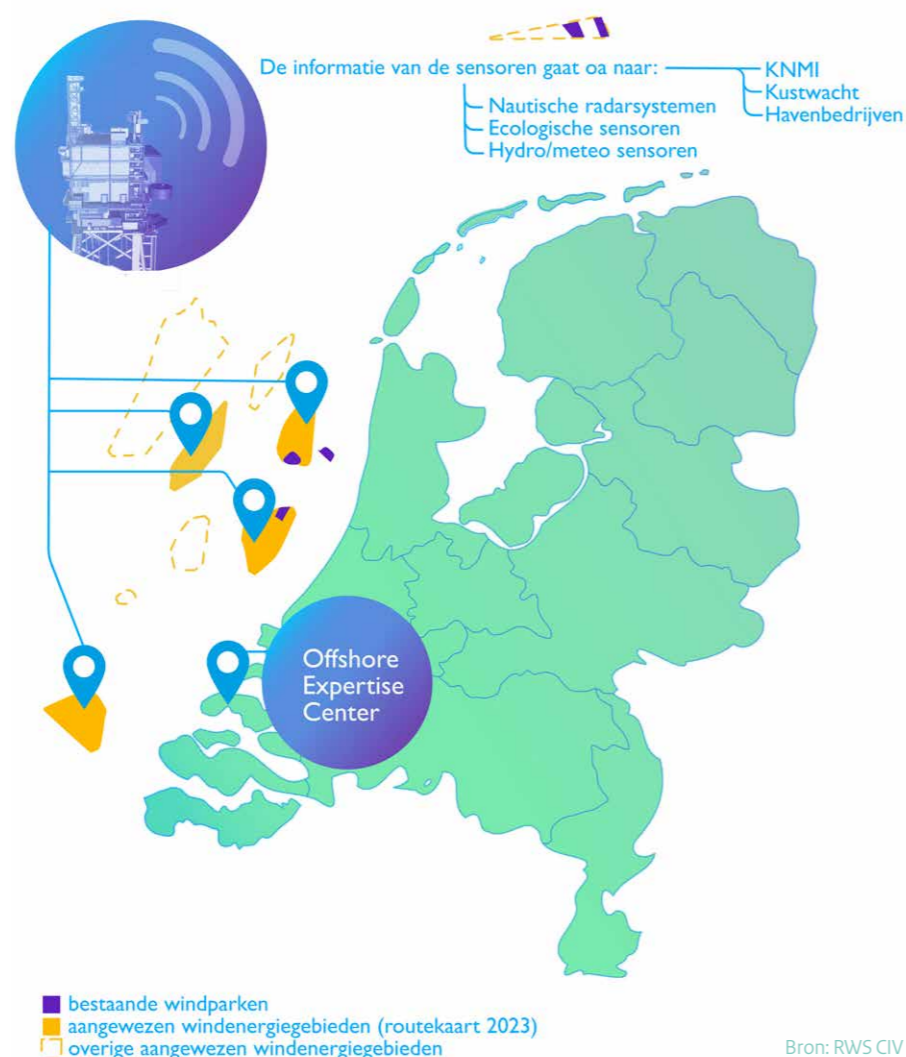 De informatie van de sensoren gaat oa naar:
KNMI
Kustwacht
Havenbedrijven
Nautische radarsystemen
Ecologische sensoren
Hydro/meteo sensoren
Offshore
Expertise
Center
bestaande windparken
aangewezen windenergiegebieden (routekaart 2023)
overige aangewezen windenergiegebieden
Bron: RWS CIV